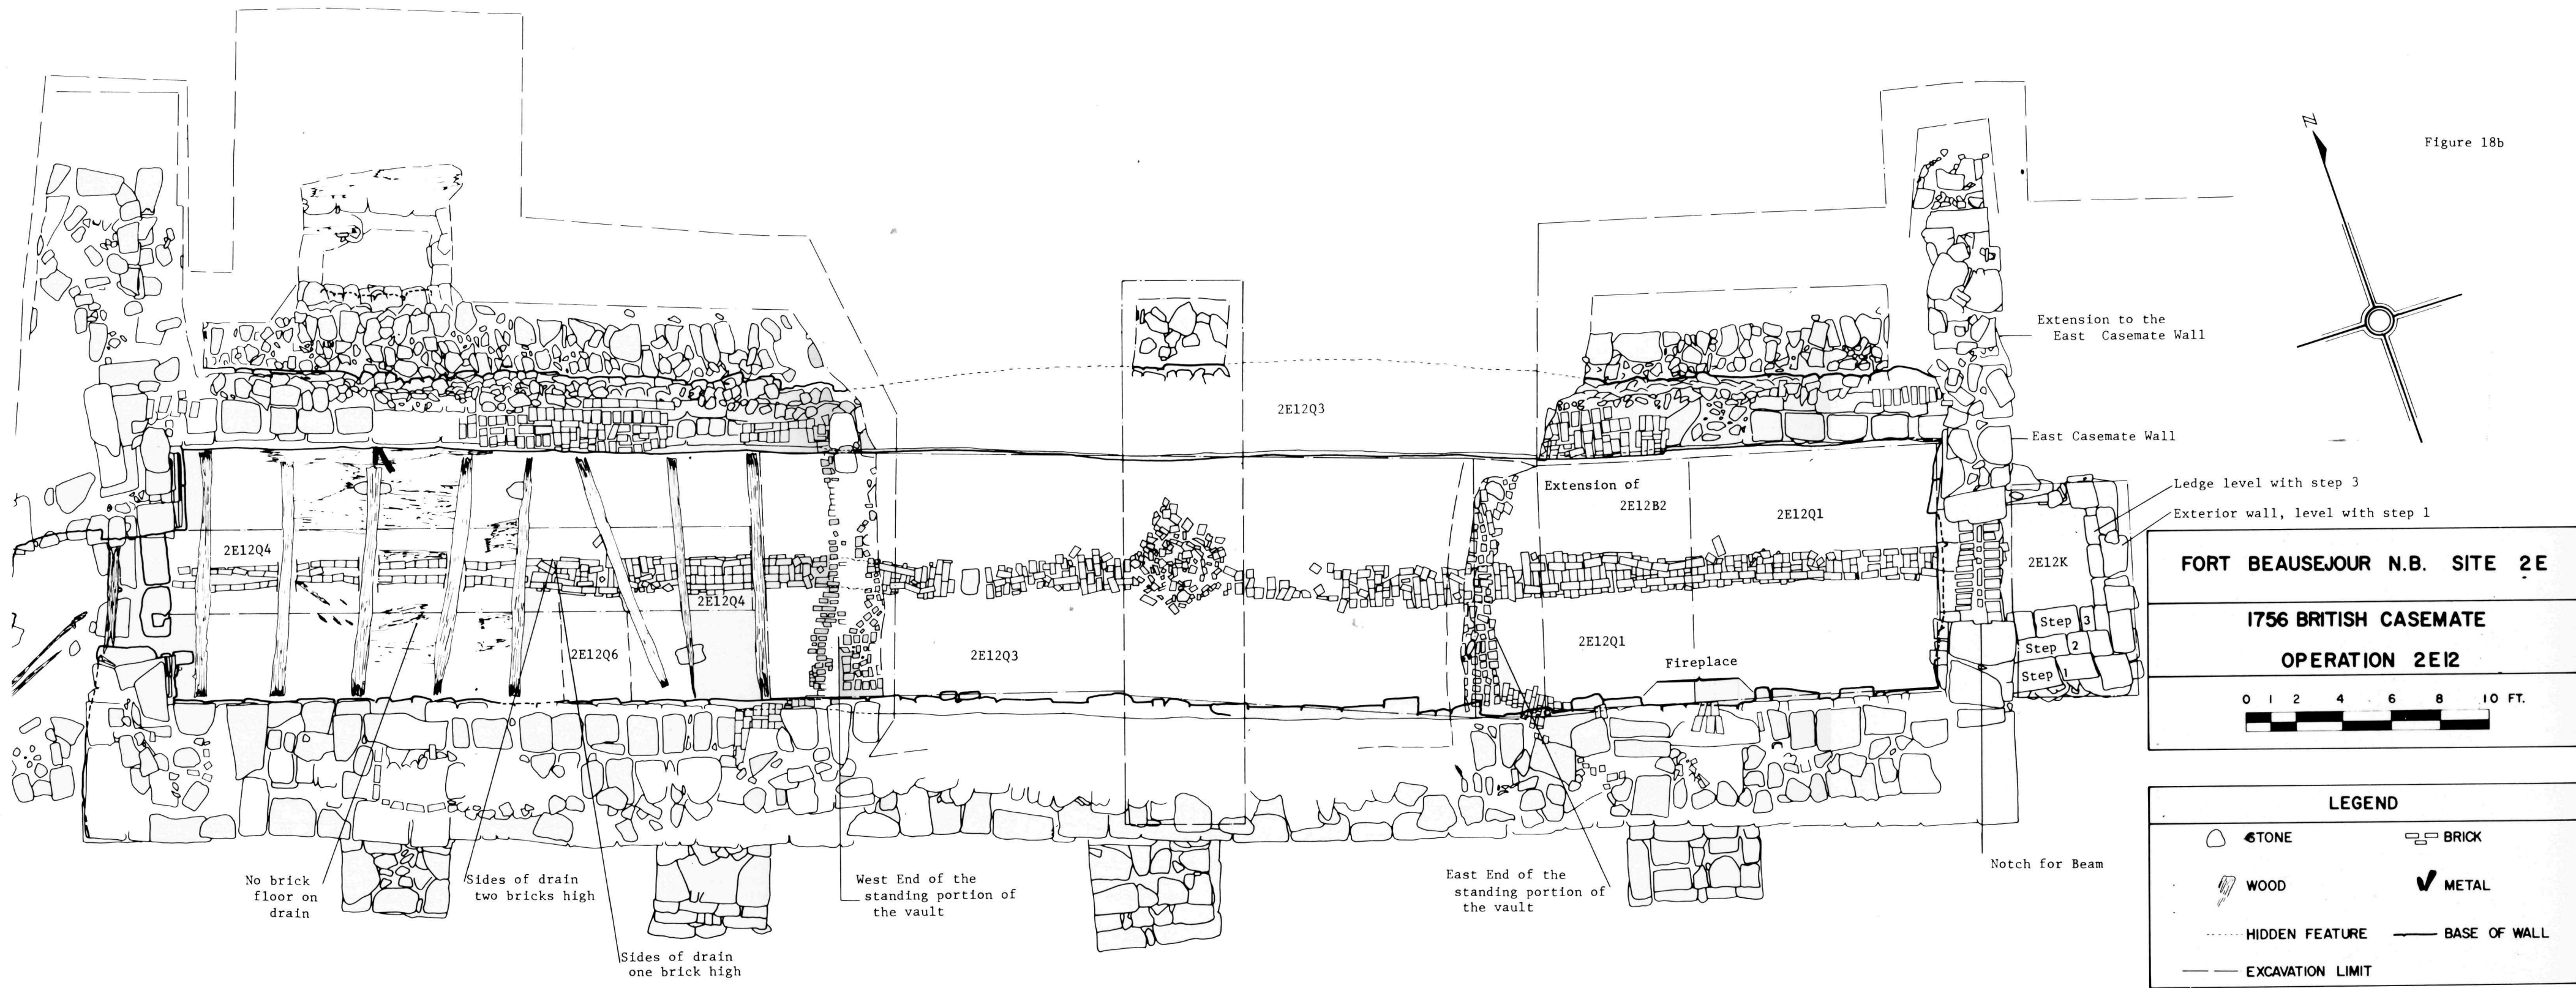 N
Figure 18b
Extension to the
East Casemate Wall
2E12Q3
East Casemate Wall
Extension of
2E12B2
2E12Q1
Ledge level with step 3
Exterior wall, level with step 1
2E12Q4
2E12K
2E12Q4
Step 3
2E12Q6
2E12Q3
2E12Q1
Step 2
Fireplace
Step 1
FORT BEAUSEJOUR N.B. SITE 2E
1756 BRITISH CASEMATE
OPERATION 2E12
0 1 2 4 6 8 10 FT.
No brick
floor on
drain
Sides of drain
two bricks high
Sides of drain
one brick high
West End of the
standing portion of
the vault
East End of the
standing portion of
the vault
Notch for Beam
LEGEND
STONE
BRICK
WOOD
METAL
HIDDEN FEATURE
BASE OF WALL
EXCAVATION LIMIT